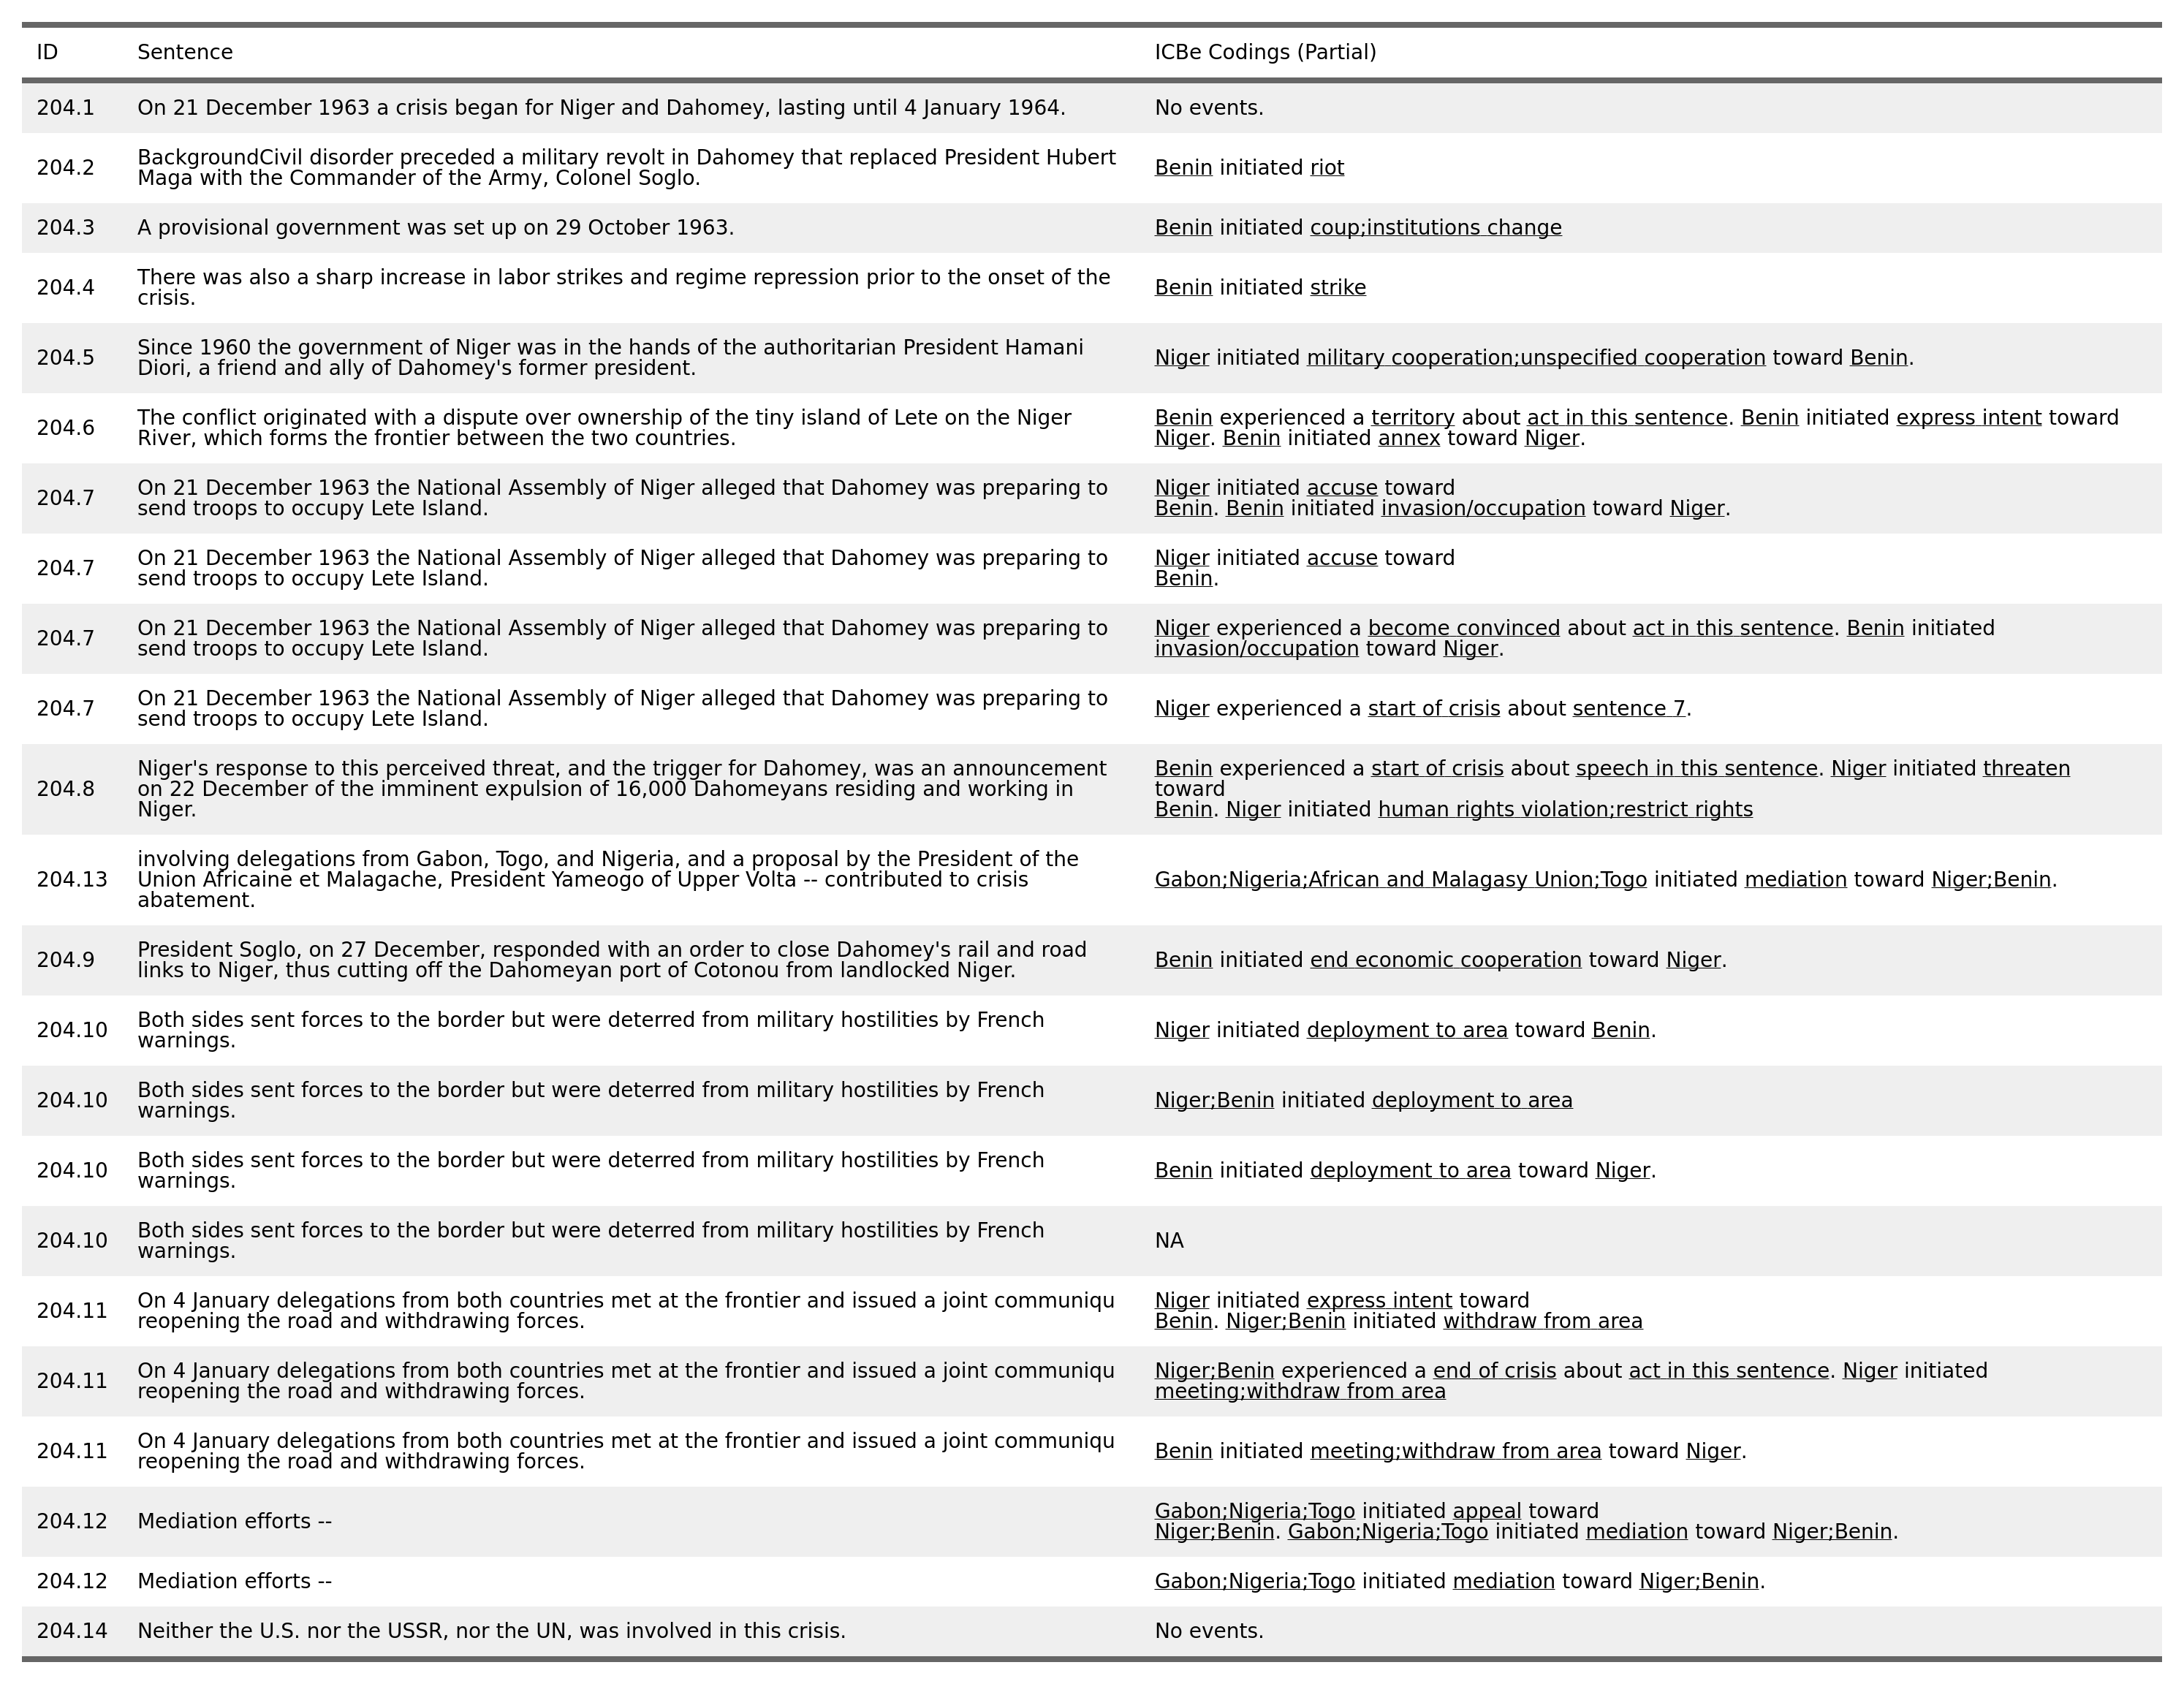 ID Sentence ICBe Codings (Partial)
204.1 On 21 December 1963 a crisis began for Niger and Dahomey, lasting until 4 January 1964. No events.
204.2 BackgroundCivil disorder preceded a military revolt in Dahomey that replaced President Hubert
Maga with the Commander of the Army, Colonel Soglo.
Benin initiated riot
204.3 A provisional government was set up on 29 October 1963. Benin initiated coup;institutions change
204.4 There was also a sharp increase in labor strikes and regime repression prior to the onset of the
crisis.
Benin initiated strike
204.5 Since 1960 the government of Niger was in the hands of the authoritarian President Hamani
Diori, a friend and ally of Dahomey's former president.
Niger initiated military cooperation;unspecified cooperation toward Benin.
204.6 The conflict originated with a dispute over ownership of the tiny island of Lete on the Niger
River, which forms the frontier between the two countries.
Benin experienced a territory about act in this sentence. Benin initiated express intent toward
Niger. Benin initiated annex toward Niger.
204.7 On 21 December 1963 the National Assembly of Niger alleged that Dahomey was preparing to
send troops to occupy Lete Island.
Niger initiated accuse toward
Benin. Benin initiated invasion/occupation toward Niger.
204.7 On 21 December 1963 the National Assembly of Niger alleged that Dahomey was preparing to
send troops to occupy Lete Island.
Niger initiated accuse toward
Benin.
204.7 On 21 December 1963 the National Assembly of Niger alleged that Dahomey was preparing to
send troops to occupy Lete Island.
Niger experienced a become convinced about act in this sentence. Benin initiated
invasion/occupation toward Niger.
204.7 On 21 December 1963 the National Assembly of Niger alleged that Dahomey was preparing to
send troops to occupy Lete Island.
Niger experienced a start of crisis about sentence 7.
204.8 Niger's response to this perceived threat, and the trigger for Dahomey, was an announcement
on 22 December of the imminent expulsion of 16,000 Dahomeyans residing and working in
Niger.
Benin experienced a start of crisis about speech in this sentence. Niger initiated threaten
toward
Benin. Niger initiated human rights violation;restrict rights
204.13 involving delegations from Gabon, Togo, and Nigeria, and a proposal by the President of the
Union Africaine et Malagache, President Yameogo of Upper Volta -- contributed to crisis
abatement.
Gabon;Nigeria;African and Malagasy Union;Togo initiated mediation toward Niger;Benin.
204.9 President Soglo, on 27 December, responded with an order to close Dahomey's rail and road
links to Niger, thus cutting off the Dahomeyan port of Cotonou from landlocked Niger.
Benin initiated end economic cooperation toward Niger.
204.10 Both sides sent forces to the border but were deterred from military hostilities by French
warnings.
Niger initiated deployment to area toward Benin.
204.10 Both sides sent forces to the border but were deterred from military hostilities by French
warnings.
Niger;Benin initiated deployment to area
204.10 Both sides sent forces to the border but were deterred from military hostilities by French
warnings.
Benin initiated deployment to area toward Niger.
204.10 Both sides sent forces to the border but were deterred from military hostilities by French
warnings.
NA
204.11 On 4 January delegations from both countries met at the frontier and issued a joint communiqu
reopening the road and withdrawing forces.
Niger initiated express intent toward
Benin. Niger;Benin initiated withdraw from area
204.11 On 4 January delegations from both countries met at the frontier and issued a joint communiqu
reopening the road and withdrawing forces.
Niger;Benin experienced a end of crisis about act in this sentence. Niger initiated
meeting;withdraw from area
204.11 On 4 January delegations from both countries met at the frontier and issued a joint communiqu
reopening the road and withdrawing forces.
Benin initiated meeting;withdraw from area toward Niger.
204.12 Mediation efforts --
Gabon;Nigeria;Togo initiated appeal toward
Niger;Benin. Gabon;Nigeria;Togo initiated mediation toward Niger;Benin.
204.12 Mediation efforts -- Gabon;Nigeria;Togo initiated mediation toward Niger;Benin.
204.14 Neither the U.S. nor the USSR, nor the UN, was involved in this crisis. No events.